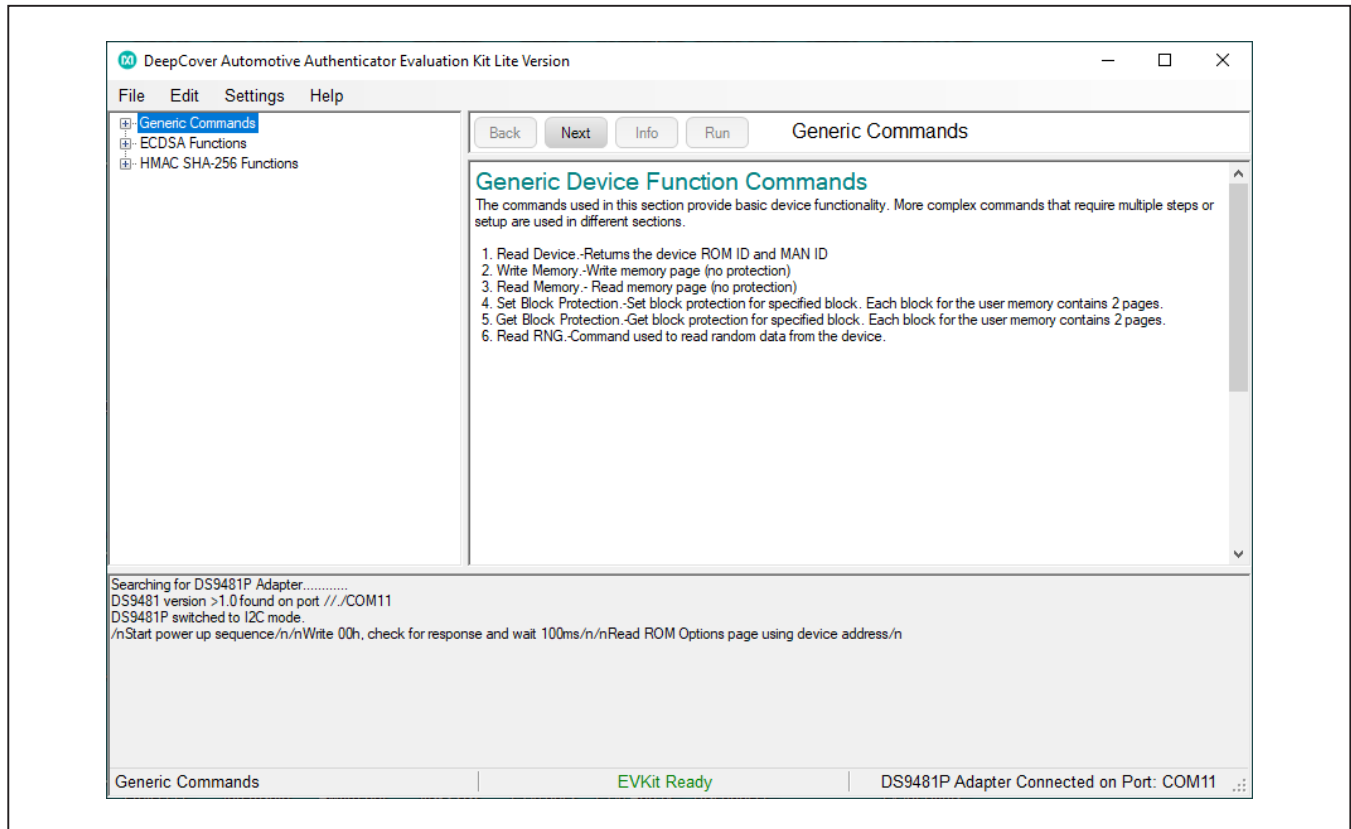 DeepCover Automotive Authenticator Evaluation Kit Lite Version
File Edit Settings Help
Generic Commands
ECDSA Functions
HMAC SHA-256 Functions
Back Next Info Run Generic Commands
Generic Device Function Commands
The commands used in this section provide basic device functionality. More complex commands that require multiple steps or
setup are used in different sections.
1. Read Device.-Returns the device ROM ID and MAN ID
2. Write Memory.-Write memory page (no protection)
3. Read Memory.- Read memory page (no protection)
4. Set Block Protection.-Set block protection for specified block. Each block for the user memory contains 2 pages.
5. Get Block Protection.-Get block protection for specified block. Each block for the user memory contains 2 pages.
6. Read RNG.-Command used to read random data from the device.
Searching for DS9481P Adapter............
DS9481 version >1.0 found on port //./COM11
DS9481P switched to I2C mode.
/nStart power up sequence/n/nWrite 00h, check for response and wait 100ms/n/nRead ROM Options page using device address/n
Generic Commands EVKit Ready DS9481P Adapter Connected on Port: COM11